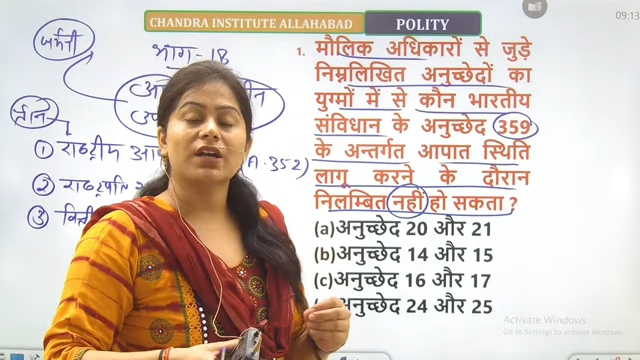 CHANDRA INSTITUTE ALLAHABAD
POLITY
09:13
जर्मनी
भाग-18
तीन
① राष्ट्रीय
A.352)
② राष्ट्रपति
③
1. मौलिक अधिकारों से जुड़े
निम्नलिखित अनुच्छेदों का
युग्मों में से कौन भारतीय
संविधान के अनुच्छेद 359
के अन्तर्गत आपात स्थिति
लागू करने के दौरान
निलम्बित नहीं हो सकता ?
(a)अनुच्छेद 20 और 21
(b)अनुच्छेद 14 और 15
(c)अनुच्छेद 16 और 17
अनुच्छेद 24 और 25
Activate Windows
Go to Settings to activate Windows.